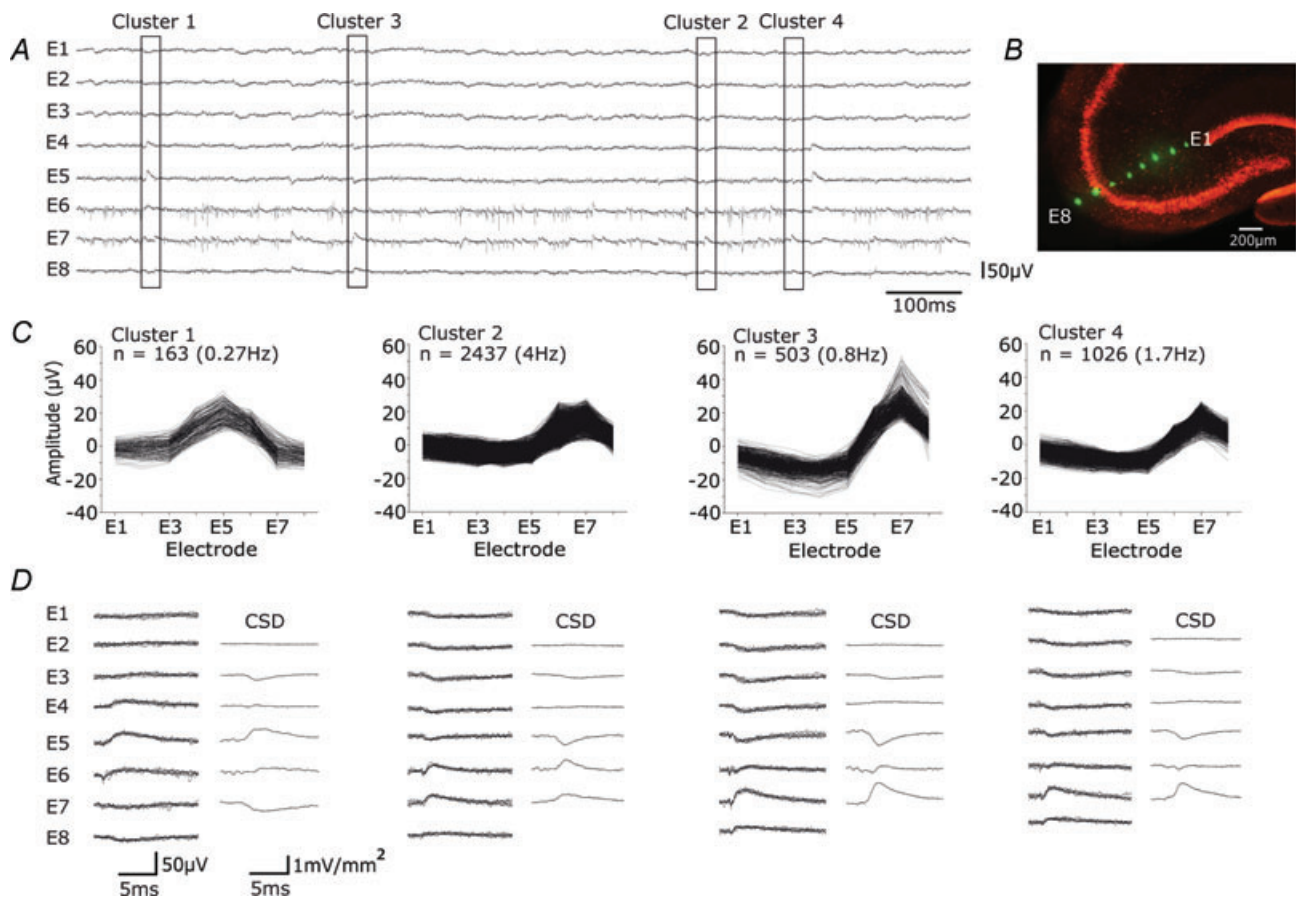 A
Cluster 1
Cluster 3
Cluster 2
Cluster 4
E1
E2
E3
E4
E5
E6
E7
E8
50µV
100ms
B
E1
E8
200µm
C
Cluster 1
n = 163 (0.27Hz)
Cluster 2
n = 2437 (4Hz)
Cluster 3
n = 503 (0.8Hz)
Cluster 4
n = 1026 (1.7Hz)
Amplitude (µV)
60
40
20
0
-20
-40
E1 E3 E5 E7
Electrode
60
40
20
0
-20
-40
E1 E3 E5 E7
Electrode
60
40
20
0
-20
-40
E1 E3 E5 E7
Electrode
60
40
20
0
-20
-40
E1 E3 E5 E7
Electrode
D
E1
E2
E3
E4
E5
E6
E7
E8
CSD
CSD
CSD
CSD
50µV
5ms
1mV/mm²
5ms